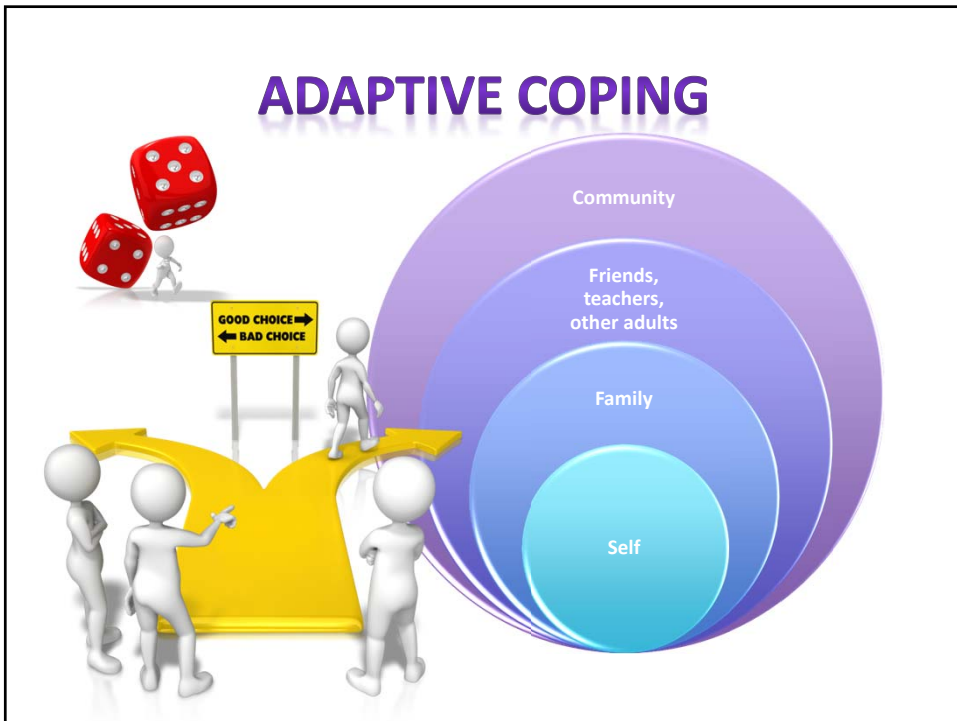 ADAPTIVE COPING
Community
Friends,
teachers,
other adults
GOOD CHOICE
BAD CHOICE
Family
Self